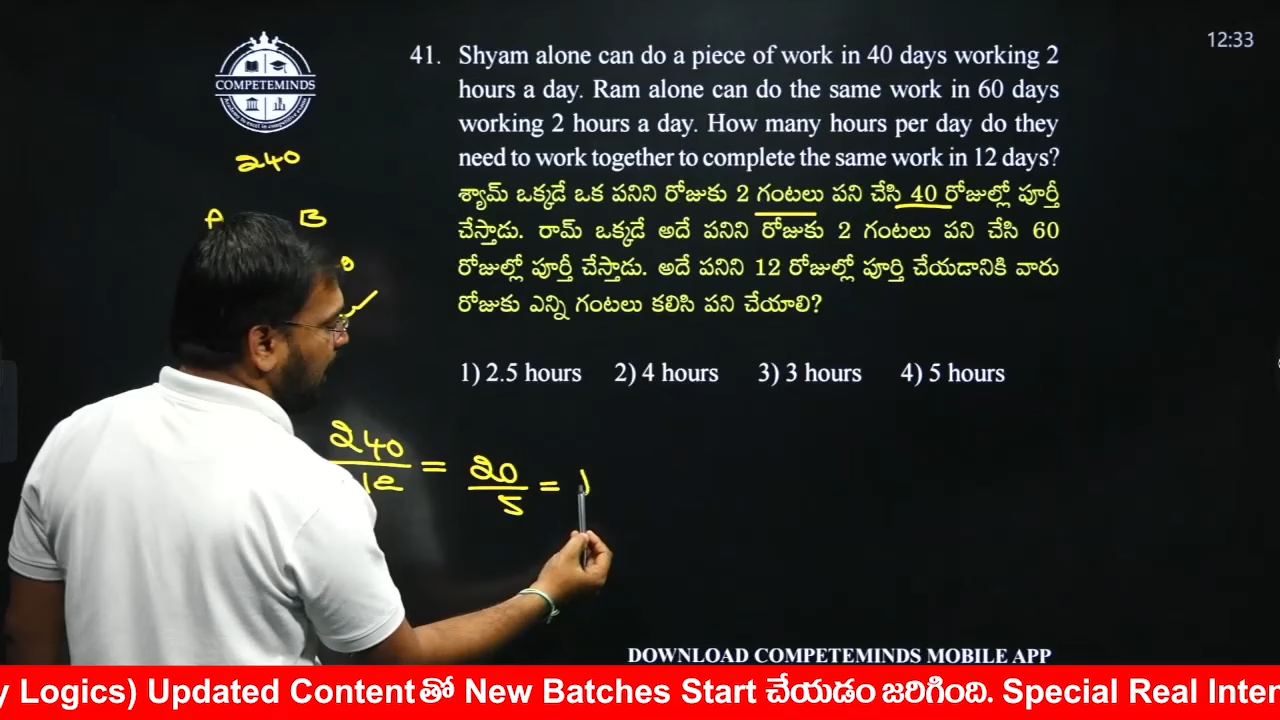 12:33
COMPETEMINDS
41. Shyam alone can do a piece of work in 40 days working 2
hours a day. Ram alone can do the same work in 60 days
working 2 hours a day. How many hours per day do they
need to work together to complete the same work in 12 days?
శ్యామ్ ఒక్కడే ఒక పనిని రోజుకు 2 గంటలు పని చేసి 40 రోజుల్లో పూర్తి
చేస్తాడు. రామ్ ఒక్కడే అదే పనిని రోజుకు 2 గంటలు పని చేసి 60
రోజుల్లో పూర్తి చేస్తాడు. అదే పనిని 12 రోజుల్లో పూర్తి చేయడానికి వారు
రోజుకు ఎన్ని గంటలు కలిసి పని చేయాలి?
1) 2.5 hours 2) 4 hours 3) 3 hours 4) 5 hours
240
A B
240/12 = 20/5 =
DOWNLOAD COMPETEMINDS MOBILE APP
y Logics) Updated Contentతో New Batches Start చేయడం జరిగింది. Special Real Inter